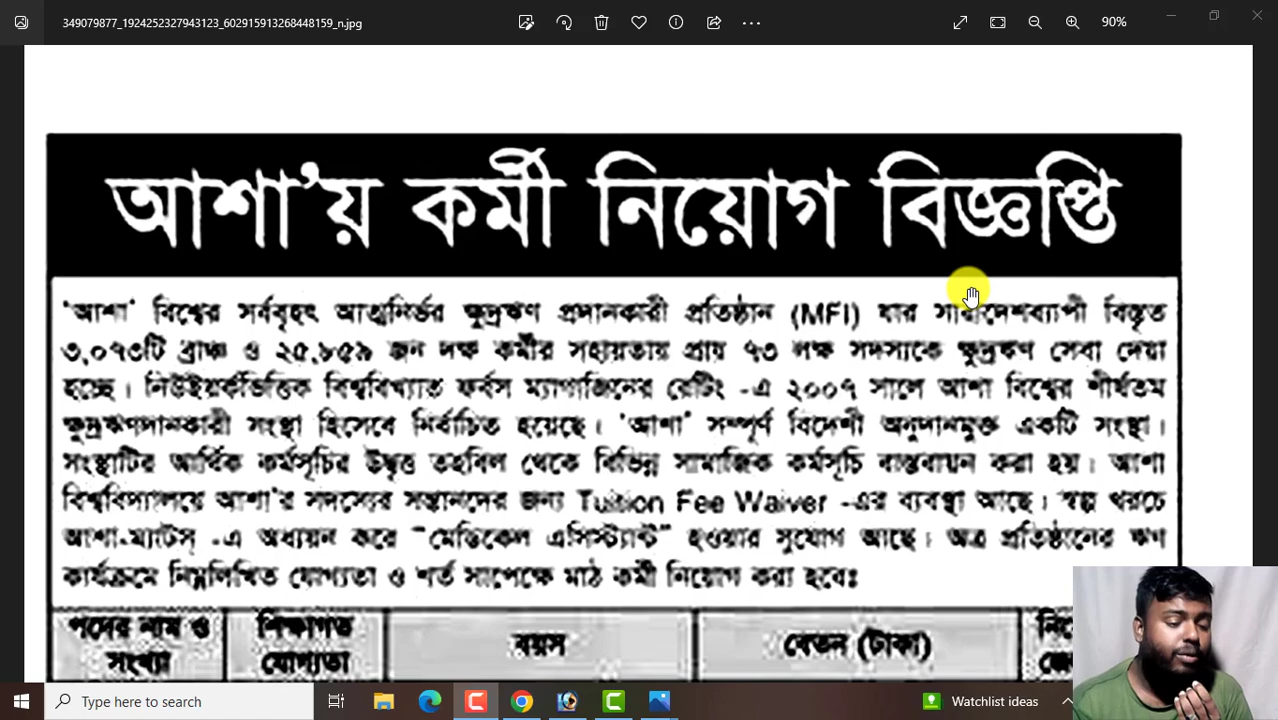 349079877_1924252327943123_602915913268448159_n.jpg
90%
আশা'য় কর্মী নিয়োগ বিজ্ঞপ্তি
'আশা' বিশ্বের সর্ববৃহৎ আত্মনির্ভর ক্ষুদ্রঋণ প্রদানকারী প্রতিষ্ঠান (MFI) যার সারাদেশব্যাপী বিস্তৃত
৩,০৭৩টি ব্রাঞ্চ ও ২৫,৮৫৯ জন দক্ষ কর্মীর সহায়তায় প্রায় ৭৩ লক্ষ সদস্যকে ক্ষুদ্রঋণ সেবা দেয়া
হচ্ছে। নিউইয়র্কভিত্তিক বিশ্ববিখ্যাত ফর্বস ম্যাগাজিনের রেটিং -এ ২০০৭ সালে আশা বিশ্বের শীর্ষতম
ক্ষুদ্রঋণদানকারী সংস্থা হিসেবে নির্বাচিত হয়েছে। 'আশা' সম্পূর্ণ বিদেশী অনুদানমুক্ত একটি সংস্থা।
সংস্থাটির আর্থিক কর্মসূচির উদ্বৃত্ত তহবিল থেকে বিভিন্ন সামাজিক কর্মসূচি বাস্তবায়ন করা হয়। আশা
বিশ্ববিদ্যালয়ে আশা'র সদস্যের সন্তানদের জন্য Tuition Fee Waiver -এর ব্যবস্থা আছে। স্বল্প খরচে
আশা-ম্যাটস্ -এ অধ্যয়ন করে "মেডিকেল এসিস্ট্যান্ট" হওয়ার সুযোগ আছে। অত্র প্রতিষ্ঠানের ঋণ
কার্যক্রমে নিম্নলিখিত যোগ্যতা ও শর্ত সাপেক্ষে মাঠ কর্মী নিয়োগ করা হবেঃ
পদের নাম ও
সংখ্যা
শিক্ষাগত
যোগ্যতা
বয়স
বেতন (টাকা)
Type here to search
Watchlist ideas